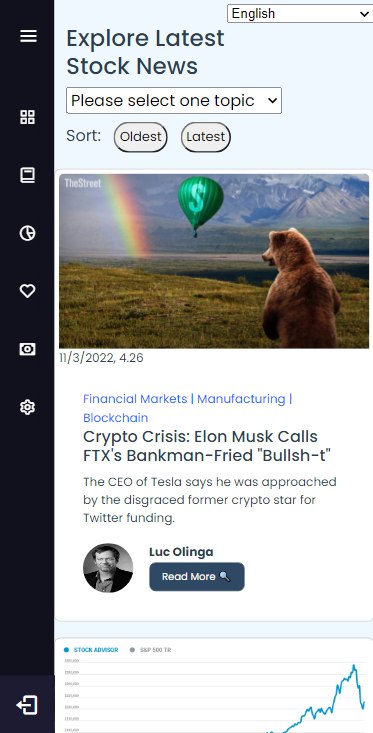 English
Explore Latest
Stock News
Please select one topic
Sort:
Oldest
Latest
TheStreet
S
11/3/2022, 4.26
Financial Markets | Manufacturing |
Blockchain
Crypto Crisis: Elon Musk Calls
FTX's Bankman-Fried "Bullsh-t"
The CEO of Tesla says he was approached
by the disgraced former crypto star for
Twitter funding.
Luc Olinga
Read More
STOCK ADVISOR
S&P 500 TR